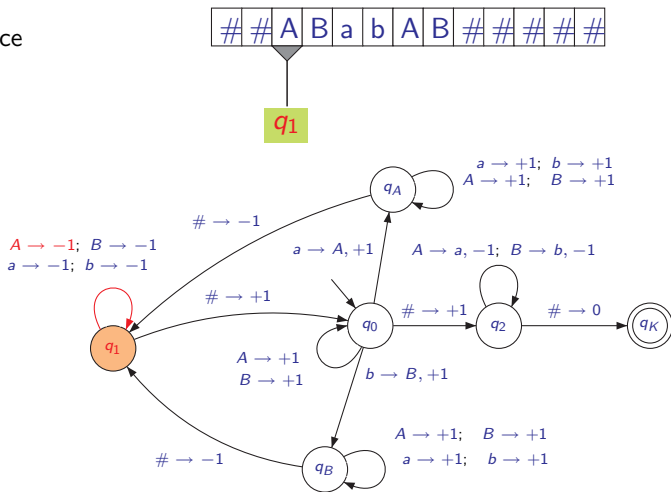 ce
# # A B a b A B # # # # #
q1
a → +1; b → +1
A → +1; B → +1
qA
# → −1
A → −1; B → −1
a → −1; b → −1
a → A, +1
A → a, −1; B → b, −1
# → +1
q1
q0
# → +1
q2
# → 0
qK
A → +1
B → +1
b → B, +1
A → +1; B → +1
a → +1; b → +1
# → −1
qB